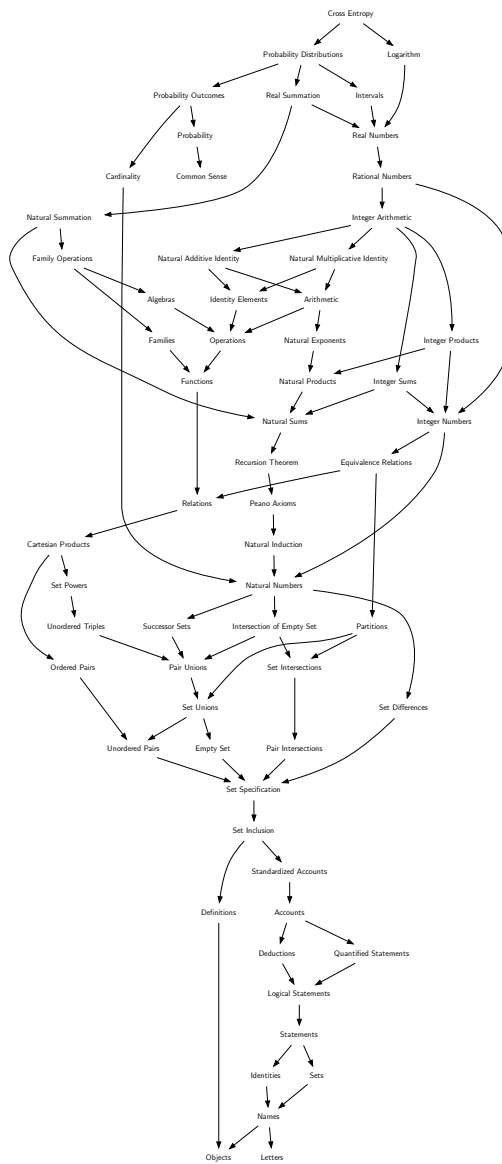 Cross Entropy
Probability Distributions
Logarithm
Probability Outcomes
Real Summation
Intervals
Probability
Real Numbers
Cardinality
Common Sense
Rational Numbers
Natural Summation
Integer Arithmetic
Family Operations
Natural Additive Identity
Natural Multiplicative Identity
Algebras
Identity Elements
Arithmetic
Families
Operations
Natural Exponents
Integer Products
Functions
Natural Products
Integer Sums
Natural Sums
Integer Numbers
Recursion Theorem
Equivalence Relations
Relations
Peano Axioms
Cartesian Products
Natural Induction
Set Powers
Natural Numbers
Unordered Triples
Successor Sets
Intersection of Empty Set
Partitions
Ordered Pairs
Pair Unions
Set Intersections
Set Unions
Set Differences
Unordered Pairs
Empty Set
Pair Intersections
Set Specification
Set Inclusion
Standardized Accounts
Definitions
Accounts
Deductions
Quantified Statements
Logical Statements
Statements
Identities
Sets
Names
Objects
Letters